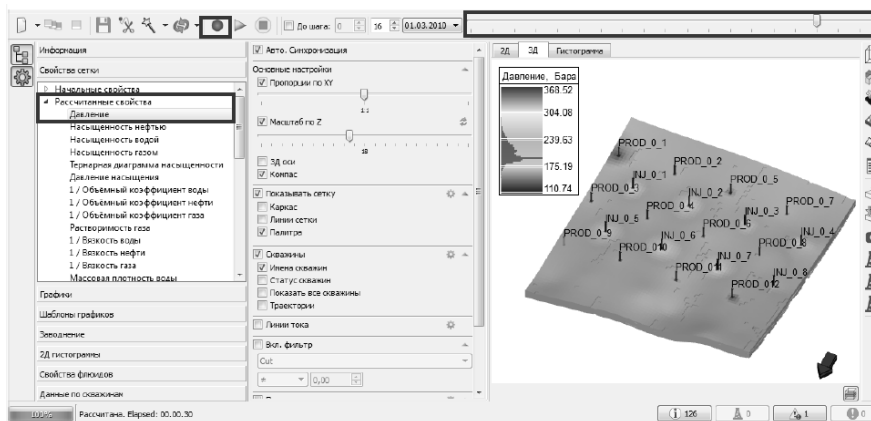 До шага: 0 16 01.03.2010
Информация
Свойства сетки
Начальные свойства
Рассчитанные свойства
Давление
Насыщенность нефтью
Насыщенность водой
Насыщенность газом
Тернарная диаграмма насыщенности
Давление насыщения
1 / Объёмный коэффициент воды
1 / Объёмный коэффициент нефти
1 / Объёмный коэффициент газа
Растворимость газа
1 / Вязкость воды
1 / Вязкость нефти
1 / Вязкость газа
Массовая плотность воды
Графики
Шаблоны графиков
Заводнение
2Д гистограммы
Свойства флюидов
Данные по скважинам
Авто. Синхронизация
Основные настройки
Пропорции по XY
1:1
Масштаб по Z
18
3Д оси
Компас
Показывать сетку
Каркас
Линии сетки
Палитра
Скважины
Имена скважин
Статус скважин
Показать все скважины
Траектории
Линии тока
Вкл. фильтр
Cut
* 0,00
2Д 3Д Гистограмма
Давление, Бара
368.52
304.08
239.63
175.19
110.74
PROD_0_1
PROD_0_2
INJ_0_1
PROD_0_5
PROD_0_3
INJ_0_2
PROD_0_7
PROD_0_4
INJ_0_3
INJ_0_5
PROD_0_6
PROD_0_9
INJ_0_6
INJ_0_4
PROD_0_8
PROD_010
INJ_0_7
PROD_011
INJ_0_8
PROD_012
100% Рассчитана. Elapsed: 00.00.30
126 0 1 0